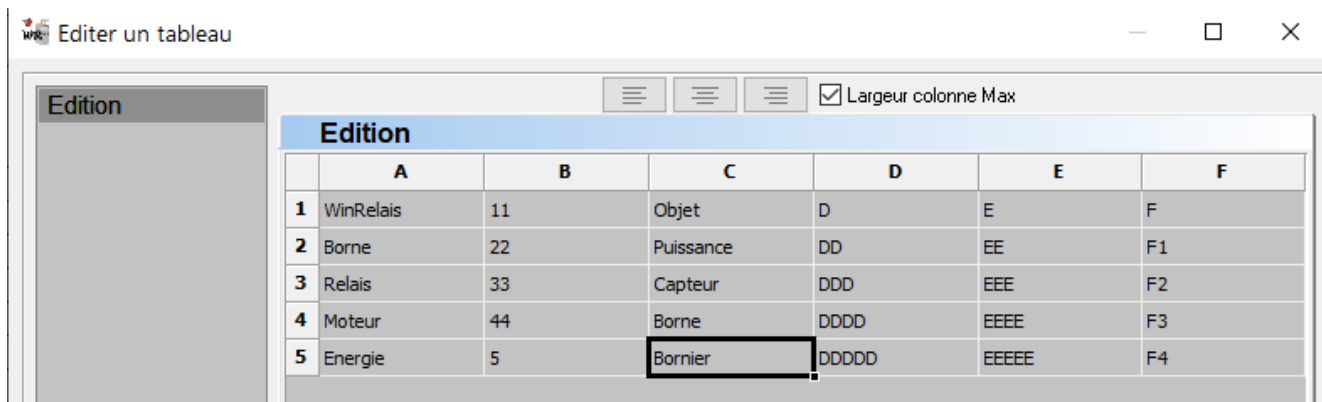 Editer un tableau
Edition
Largeur colonne Max
Edition
A B C D E F
1 WinRelais 11 Objet D E F
2 Borne 22 Puissance DD EE F1
3 Relais 33 Capteur DDD EEE F2
4 Moteur 44 Borne DDDD EEEE F3
5 Energie 5 Bornier DDDDD EEEEE F4